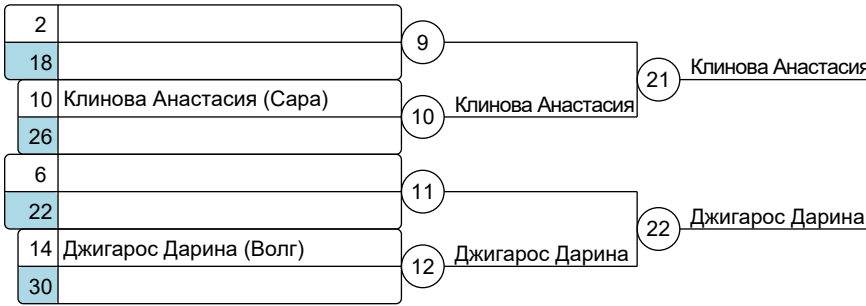 2
9
18
21 Клинова Анастасия
10 Клинова Анастасия (Сара)
10 Клинова Анастасия
26
6
11
22
22 Джигарос Дарина
14 Джигарос Дарина (Волг)
12 Джигарос Дарина
30